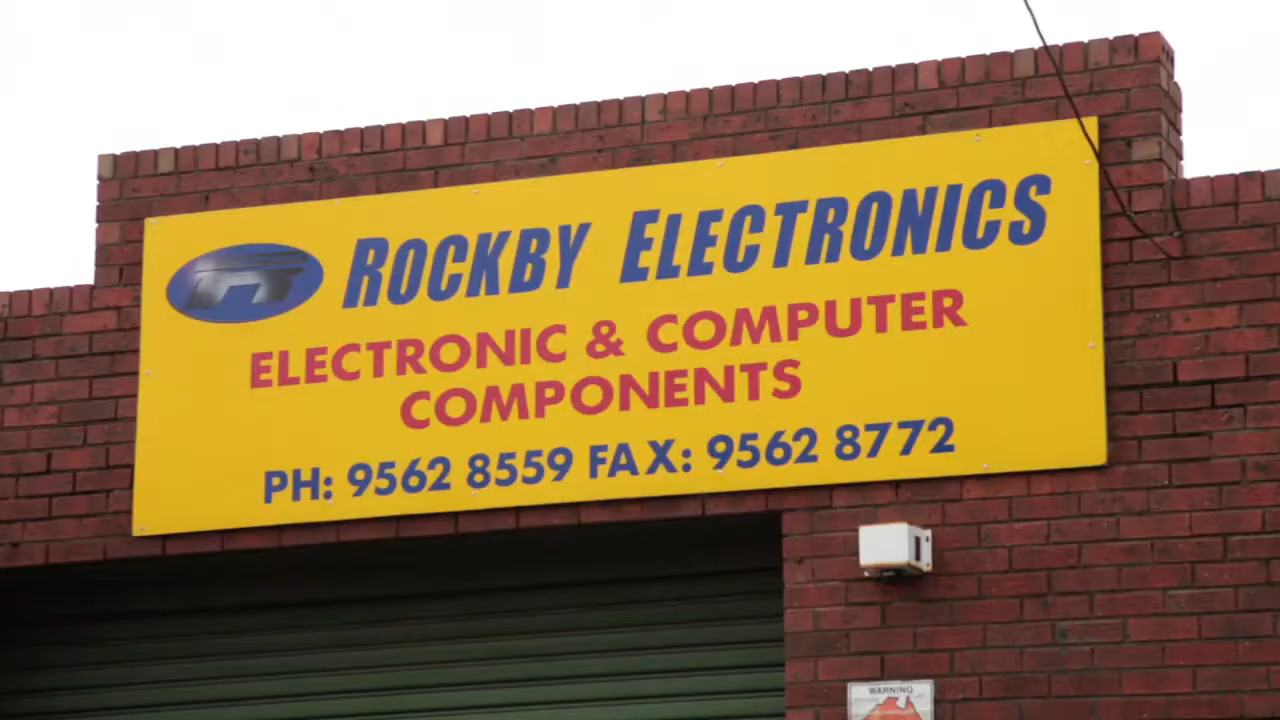 ROCKBY ELECTRONICS
ELECTRONIC & COMPUTER
COMPONENTS
PH: 9562 8559 FAX: 9562 8772
WARNING